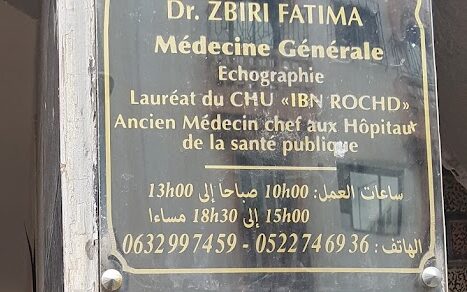 Dr. ZBIRI FATIMA
Médecine Générale
Echographie
Lauréat du CHU «IBN ROCHD»
Ancien Médecin chef aux Hôpitaux
de la santé publique
ساعات العمل: 10h00 صباحا إلى 13h00
15h00 إلى 18h30 مساءا
الهاتف: 0522746936 - 0632997459